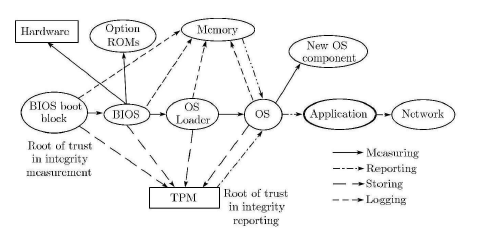 Hardware
Option
ROMs
Memory
New OS
component
BIOS boot
block
BIOS
OS
Loader
OS
Application
Network
Root of trust
in integrity
measurement
TPM
Root of trust
in integrity
reporting
Measuring
Reporting
Storing
Logging